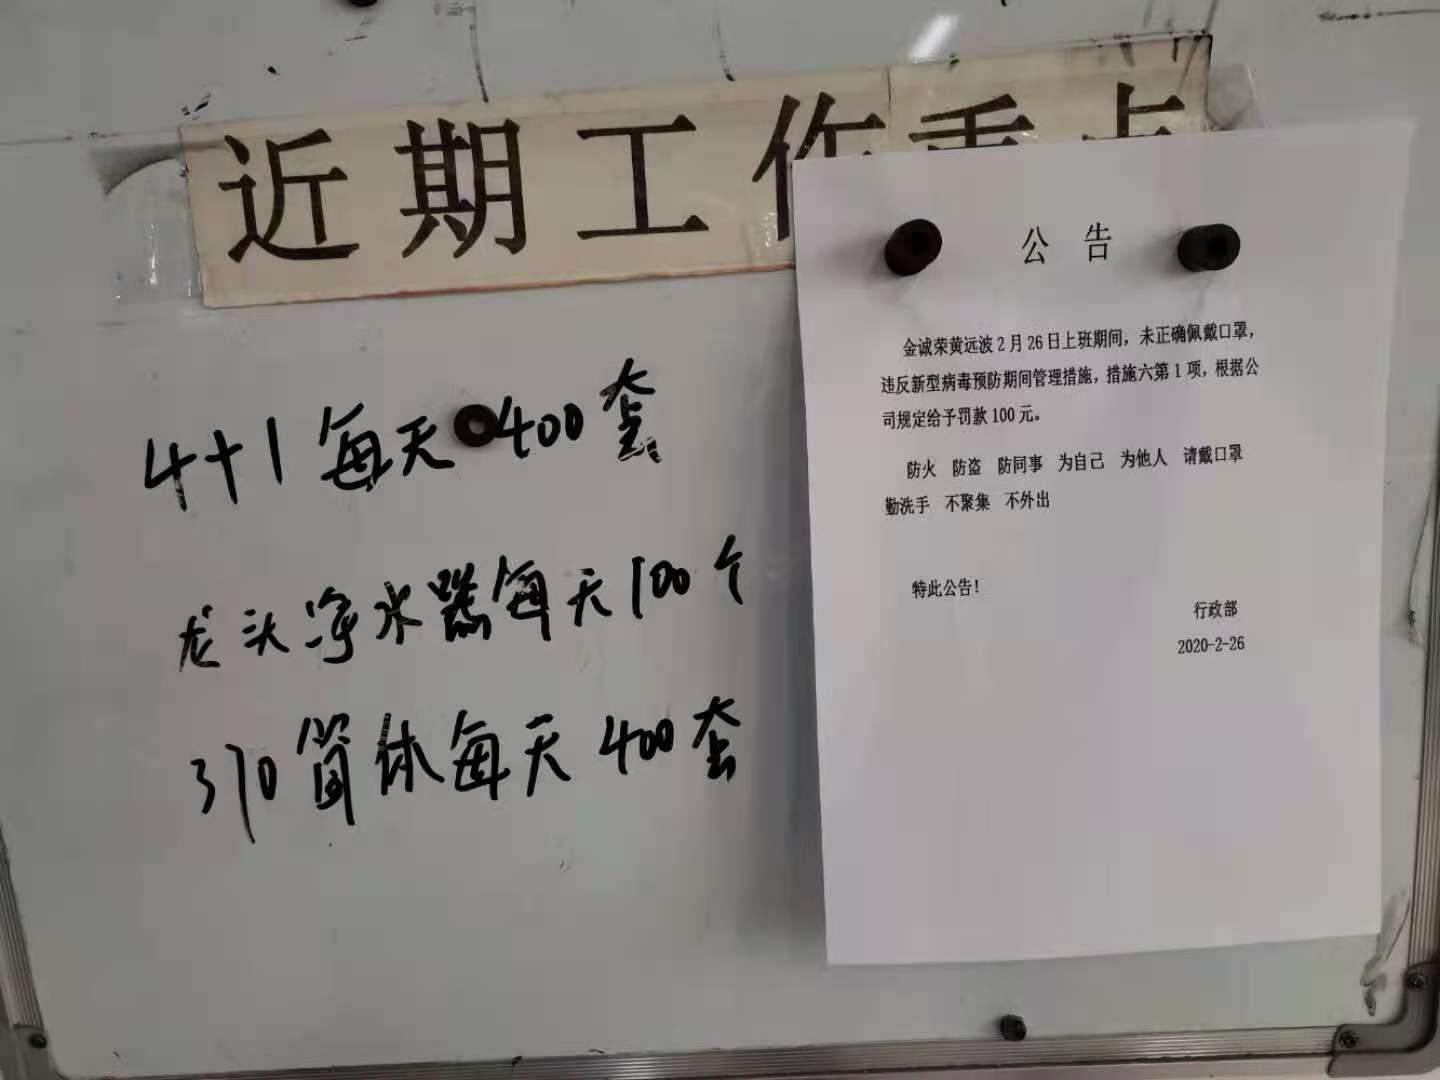 近期工作重点
4+1每天400套
龙头净水器每天100个
370筒体每天400套
公告
金诚荣黄远波2月26日上班期间，未正确佩戴口罩，
违反新型病毒预防期间管理措施，措施六第1项，根据公
司规定给予罚款100元。
防火 防盗 防同事 为自己 为他人 请戴口罩
勤洗手 不聚集 不外出
特此公告！
行政部
2020-2-26